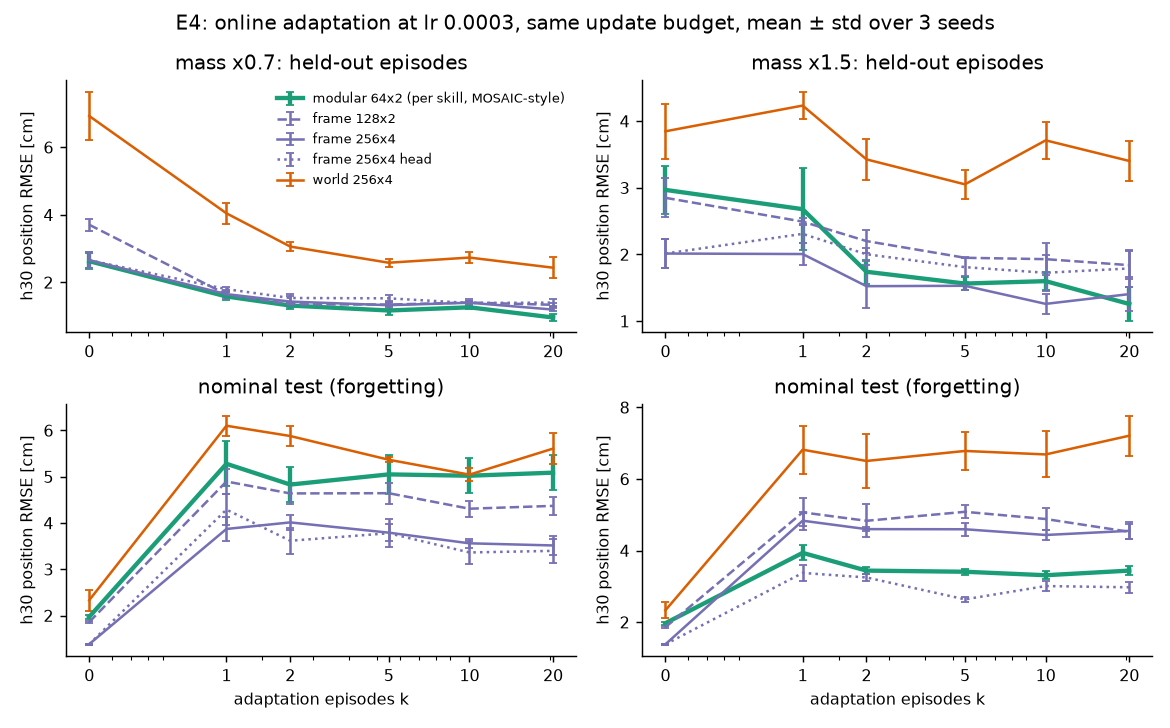 E4: online adaptation at lr 0.0003, same update budget, mean ± std over 3 seeds
mass x0.7: held-out episodes
h30 position RMSE [cm]
6
4
2
0
1
2
5
10
20
modular 64x2 (per skill, MOSAIC-style)
frame 128x2
frame 256x4
frame 256x4 head
world 256x4
mass x1.5: held-out episodes
h30 position RMSE [cm]
4
3
2
1
0
1
2
5
10
20
nominal test (forgetting)
h30 position RMSE [cm]
6
5
4
3
2
0
1
2
5
10
20
adaptation episodes k
nominal test (forgetting)
h30 position RMSE [cm]
8
6
4
2
0
1
2
5
10
20
adaptation episodes k